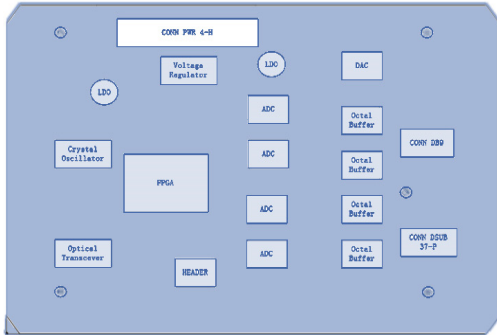 CONN PWR 4-H
Voltage
Regulator
LDO
DAC
LDO
ADC
Octal
Buffer
CONN DB9
Crystal
Oscillator
ADC
Octal
Buffer
FPGA
ADC
Octal
Buffer
Optical
Transcever
ADC
Octal
Buffer
CONN DSUB
37-P
HEADER